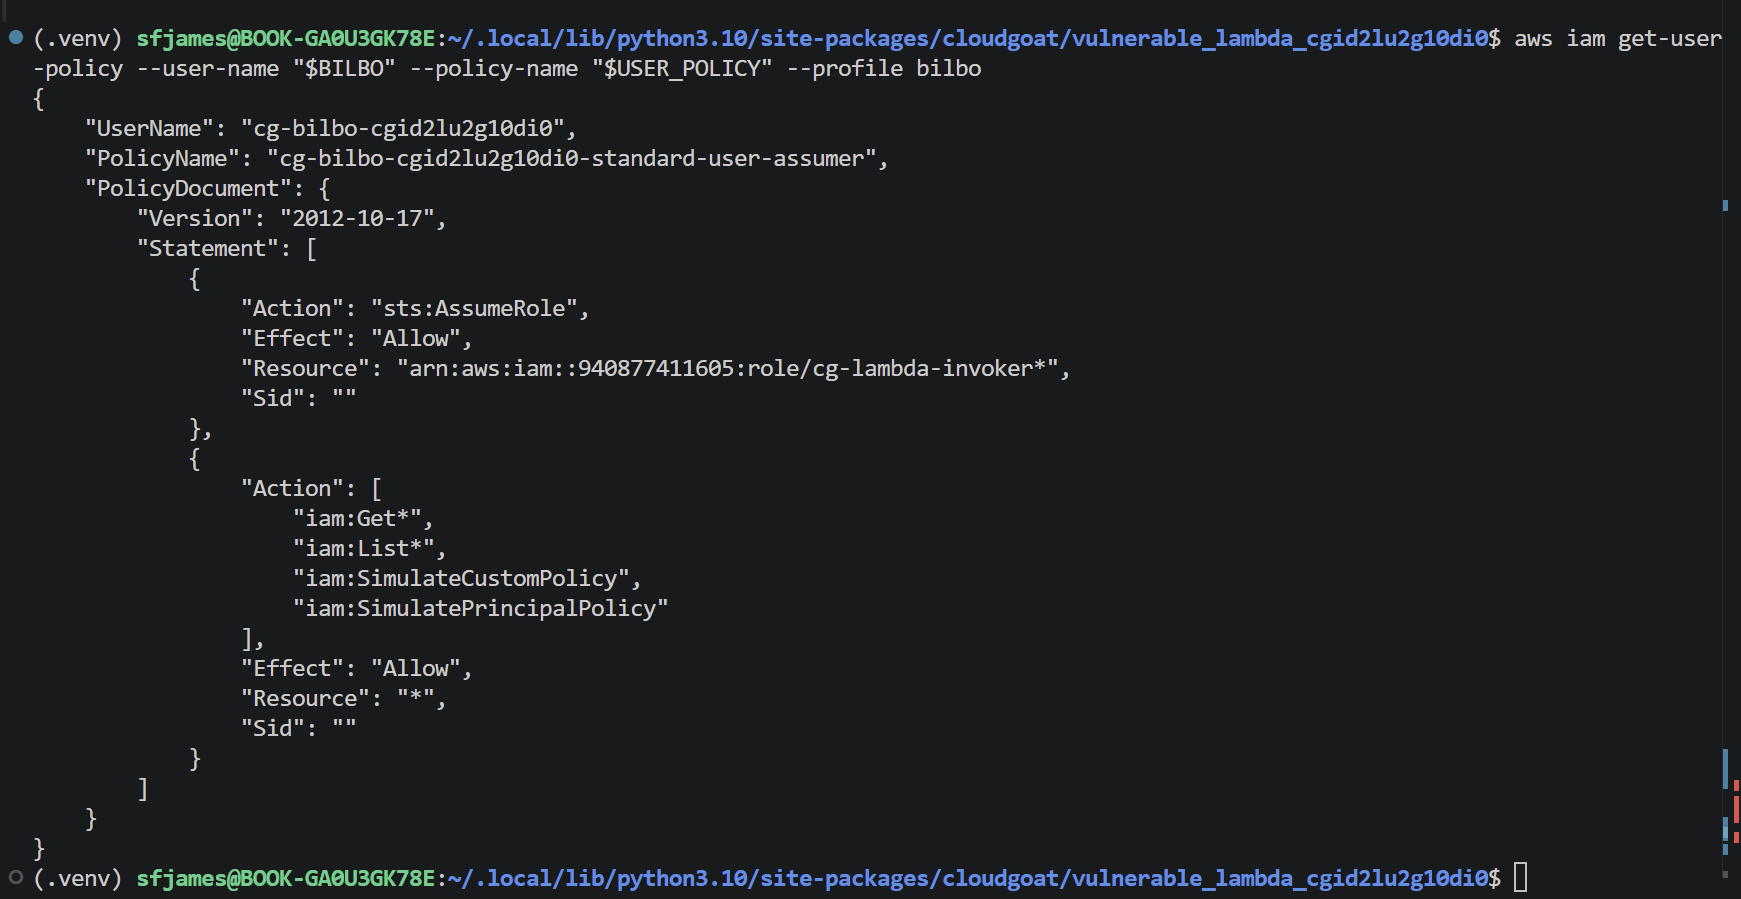 (.venv) sfjames@BOOK-GA0U3GK78E:~/.local/lib/python3.10/site-packages/cloudgoat/vulnerable_lambda_cgid2lu2g10di0$ aws iam get-user
-policy --user-name "$BILBO" --policy-name "$USER_POLICY" --profile bilbo
{
    "UserName": "cg-bilbo-cgid2lu2g10di0",
    "PolicyName": "cg-bilbo-cgid2lu2g10di0-standard-user-assumer",
    "PolicyDocument": {
        "Version": "2012-10-17",
        "Statement": [
            {
                "Action": "sts:AssumeRole",
                "Effect": "Allow",
                "Resource": "arn:aws:iam::940877411605:role/cg-lambda-invoker*",
                "Sid": ""
            },
            {
                "Action": [
                    "iam:Get*",
                    "iam:List*",
                    "iam:SimulateCustomPolicy",
                    "iam:SimulatePrincipalPolicy"
                ],
                "Effect": "Allow",
                "Resource": "*",
                "Sid": ""
            }
        ]
    }
}
(.venv) sfjames@BOOK-GA0U3GK78E:~/.local/lib/python3.10/site-packages/cloudgoat/vulnerable_lambda_cgid2lu2g10di0$